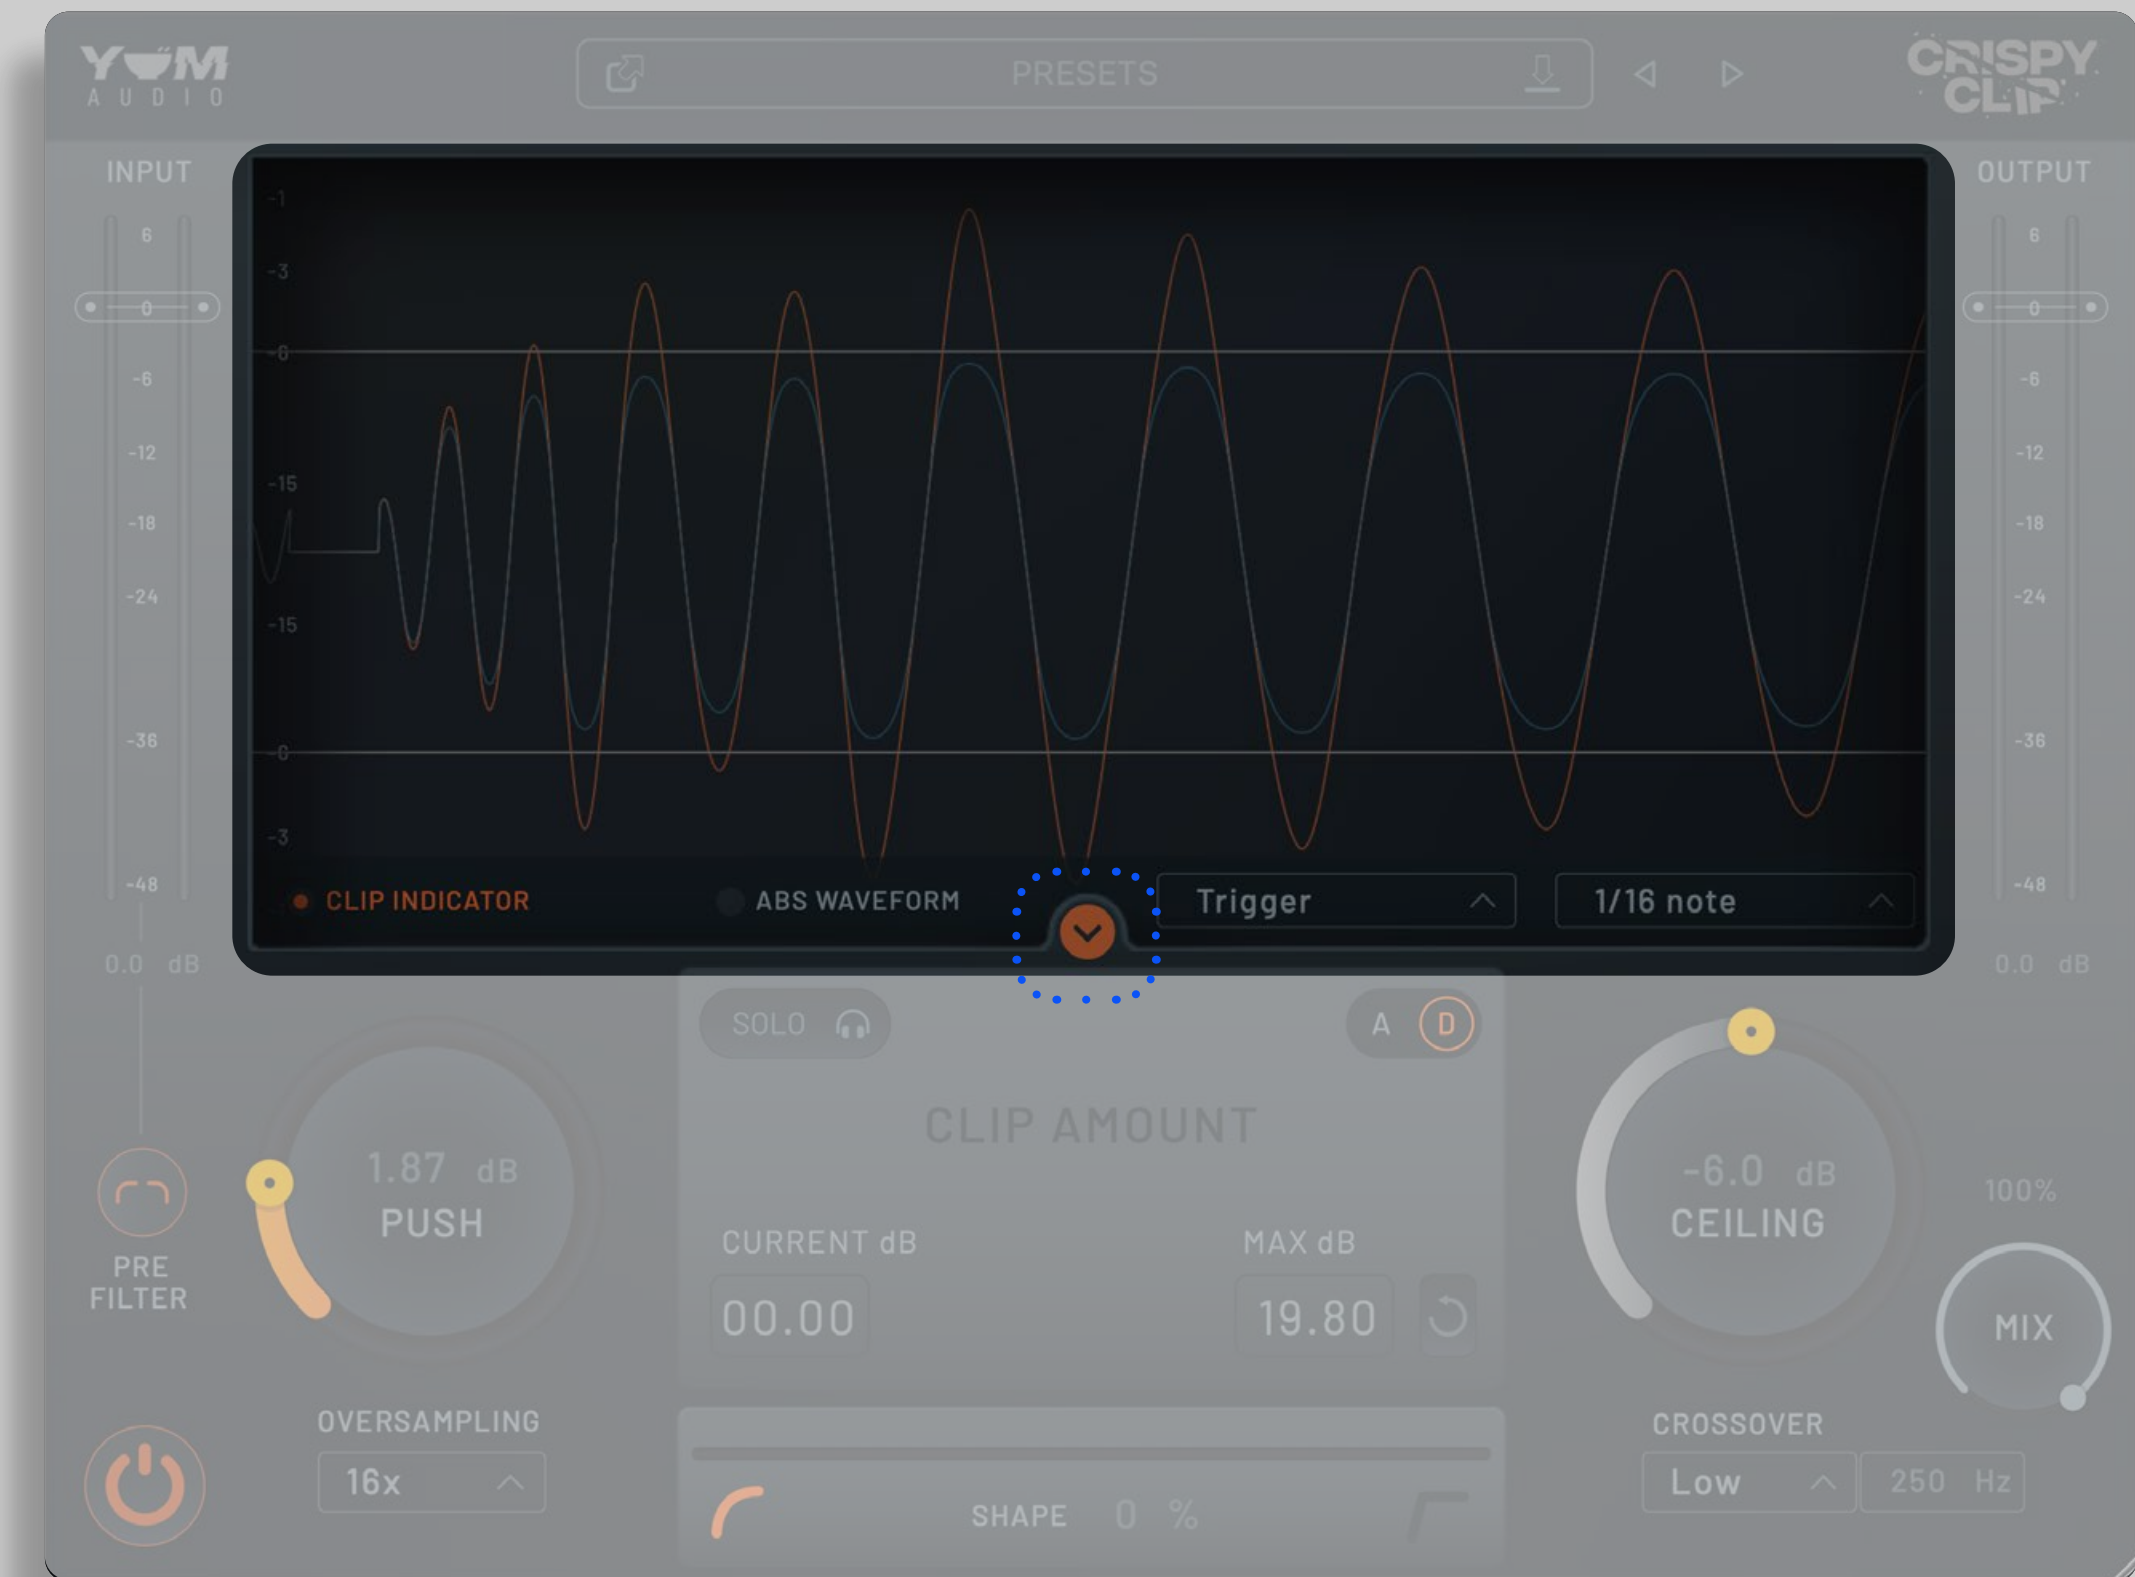 YUM
AUDIO
PRESETS
CRISPY
CLIP
INPUT
OUTPUT
6
0
-6
-12
-18
-24
-36
-48
0.0 dB
-1
-3
-6
-15
-15
-6
-3
6
0
-6
-12
-18
-24
-36
-48
0.0 dB
CLIP INDICATOR
ABS WAVEFORM
Trigger
1/16 note
SOLO
A D
CLIP AMOUNT
1.87 dB
PUSH
CURRENT dB
MAX dB
00.00
19.80
-6.0 dB
CEILING
100%
MIX
PRE
FILTER
OVERSAMPLING
16x
SHAPE 0 %
CROSSOVER
Low
250 Hz